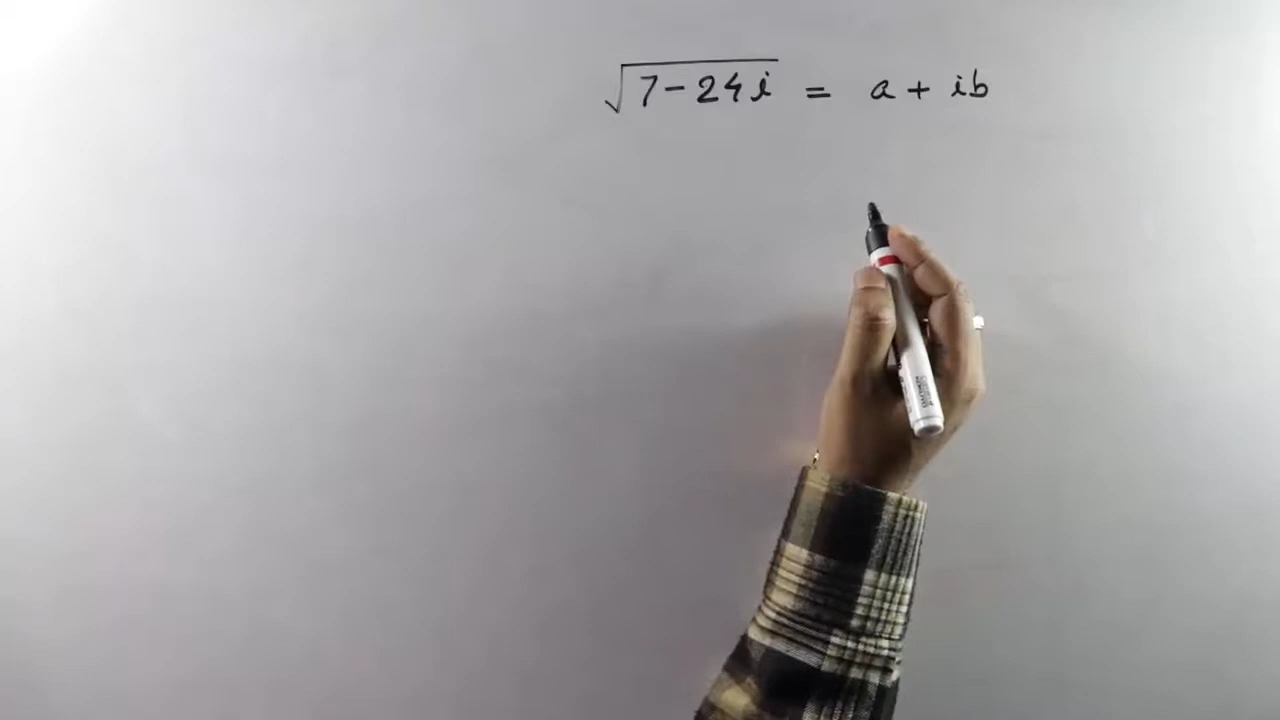 √7-24i = a + ib